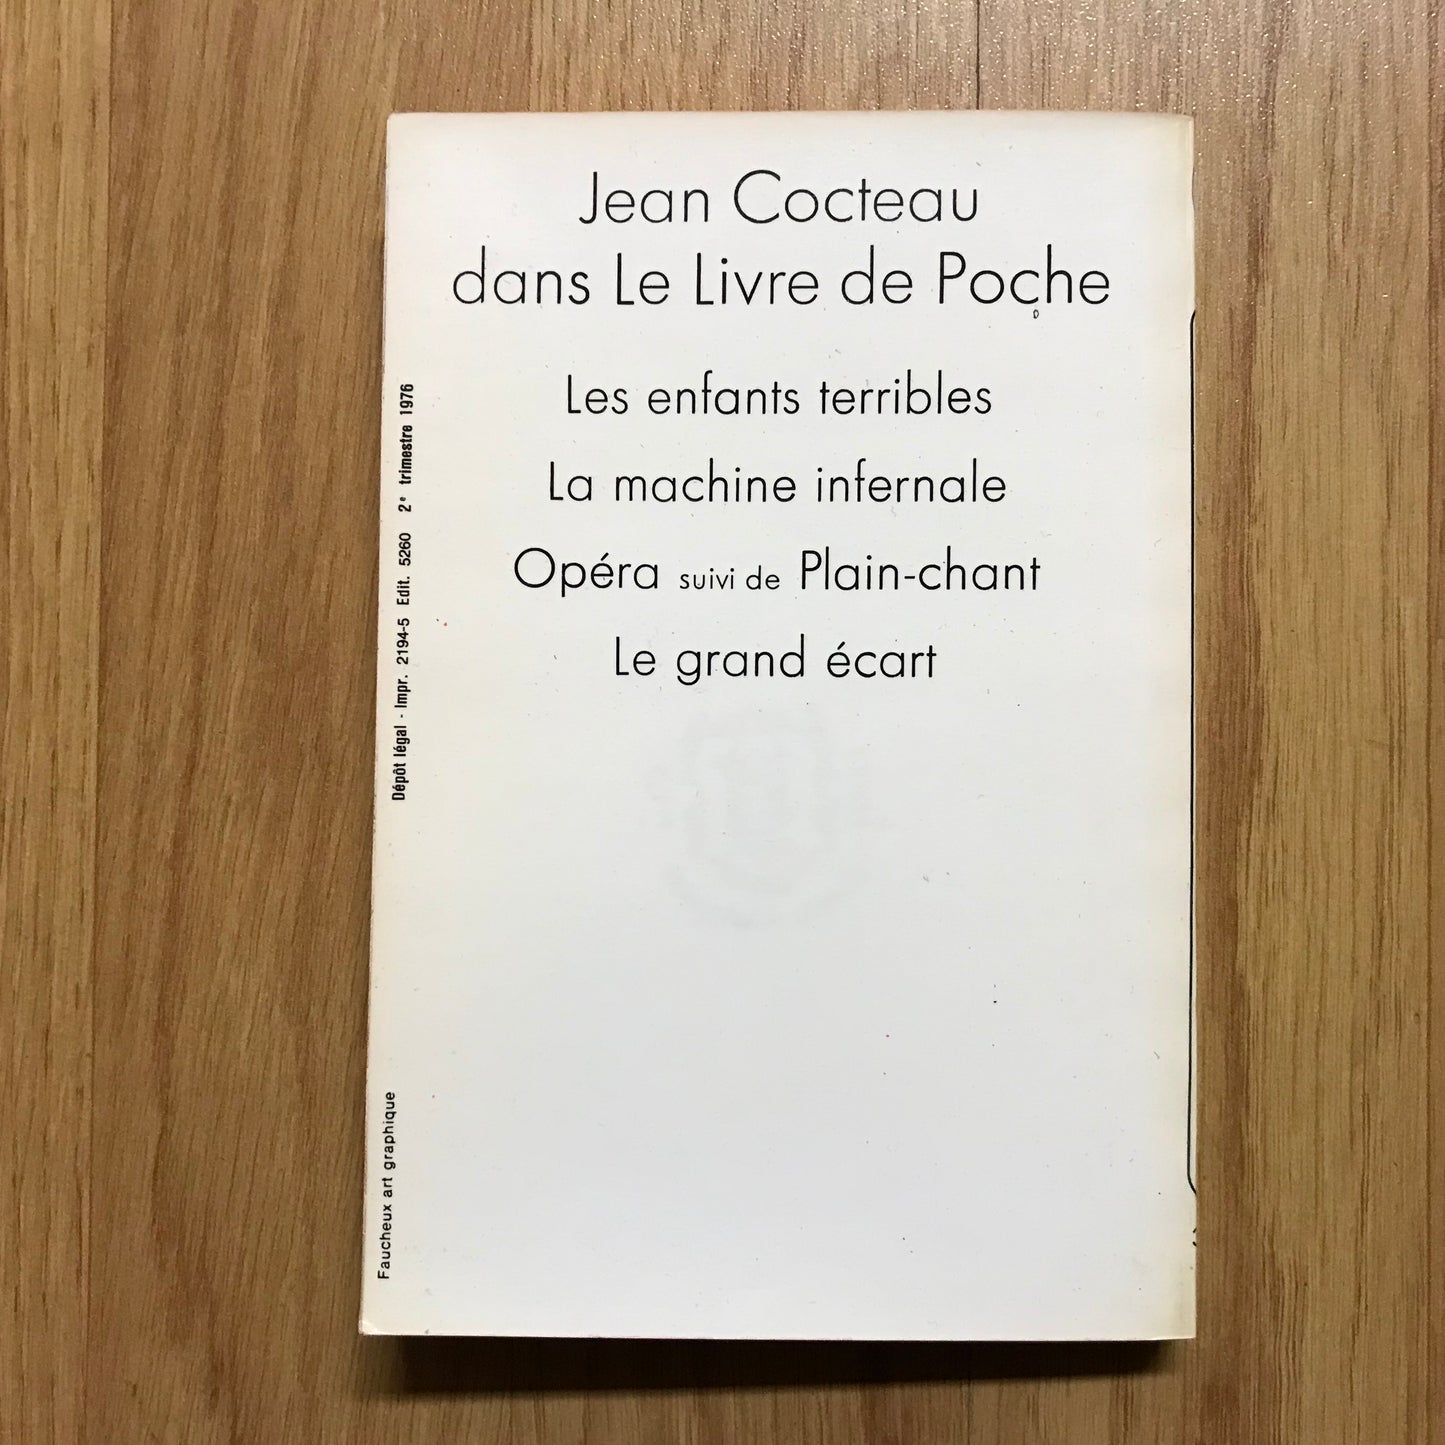 Jean Cocteau
dans Le Livre de Poche
Les enfants terribles
La machine infernale
Opéra suivi de Plain-chant
Le grand écart
Dépôt légal - Impr. 2194-5 Edit. 5260 2e trimestre 1976
Faucheux art graphique